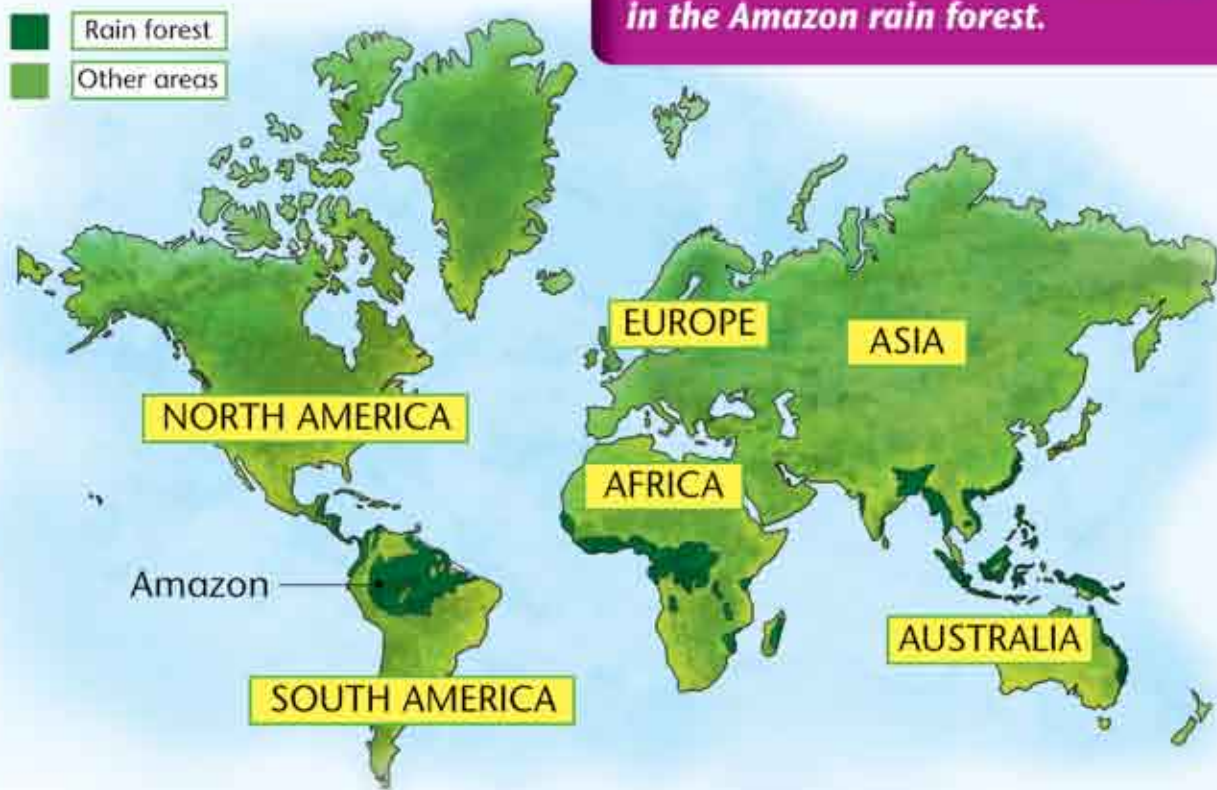 in the Amazon rain forest.
Rain forest
Other areas
EUROPE
ASIA
NORTH AMERICA
AFRICA
Amazon
AUSTRALIA
SOUTH AMERICA